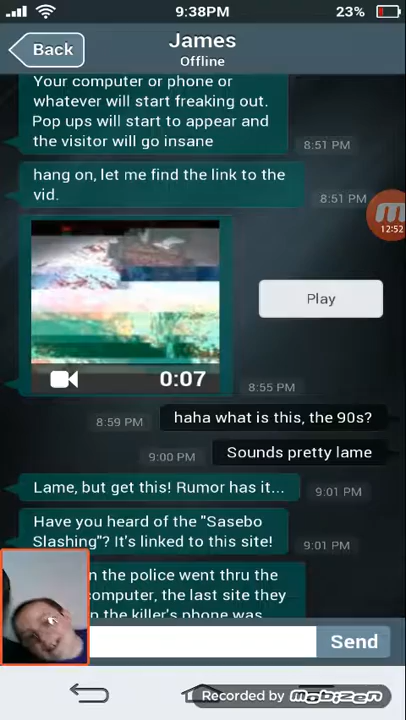 9:38PM
23%
Back
James
Offline
Your computer or phone or
whatever will start freaking out.
Pop ups will start to appear and
the visitor will go insane
8:51 PM
hang on, let me find the link to the
vid.
8:51 PM
12:52
Play
0:07
8:55 PM
8:59 PM
haha what is this, the 90s?
9:00 PM
Sounds pretty lame
Lame, but get this! Rumor has it...
9:01 PM
Have you heard of the "Sasebo
Slashing"? It's linked to this site!
9:01 PM
n the police went thru the
computer, the last site they
n the killer's phone was
Send
Recorded by mobizen